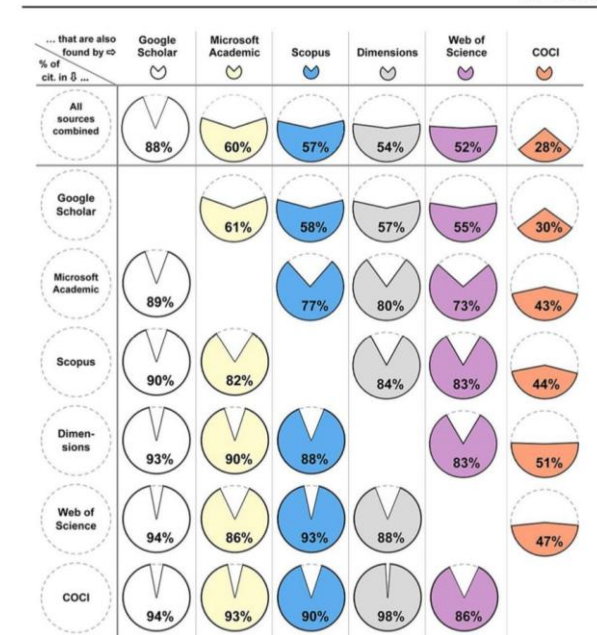 ... that are also
found by ⇨
% of
cit. in ⇩ ...
Google
Scholar
Microsoft
Academic
Scopus
Dimensions
Web of
Science
COCI
All
sources
combined
88%
60%
57%
54%
52%
28%
Google
Scholar
61%
58%
57%
55%
30%
Microsoft
Academic
89%
77%
80%
73%
43%
Scopus
90%
82%
84%
83%
44%
Dimen-
sions
93%
90%
88%
83%
51%
Web of
Science
94%
86%
93%
88%
47%
COCI
94%
93%
90%
98%
86%